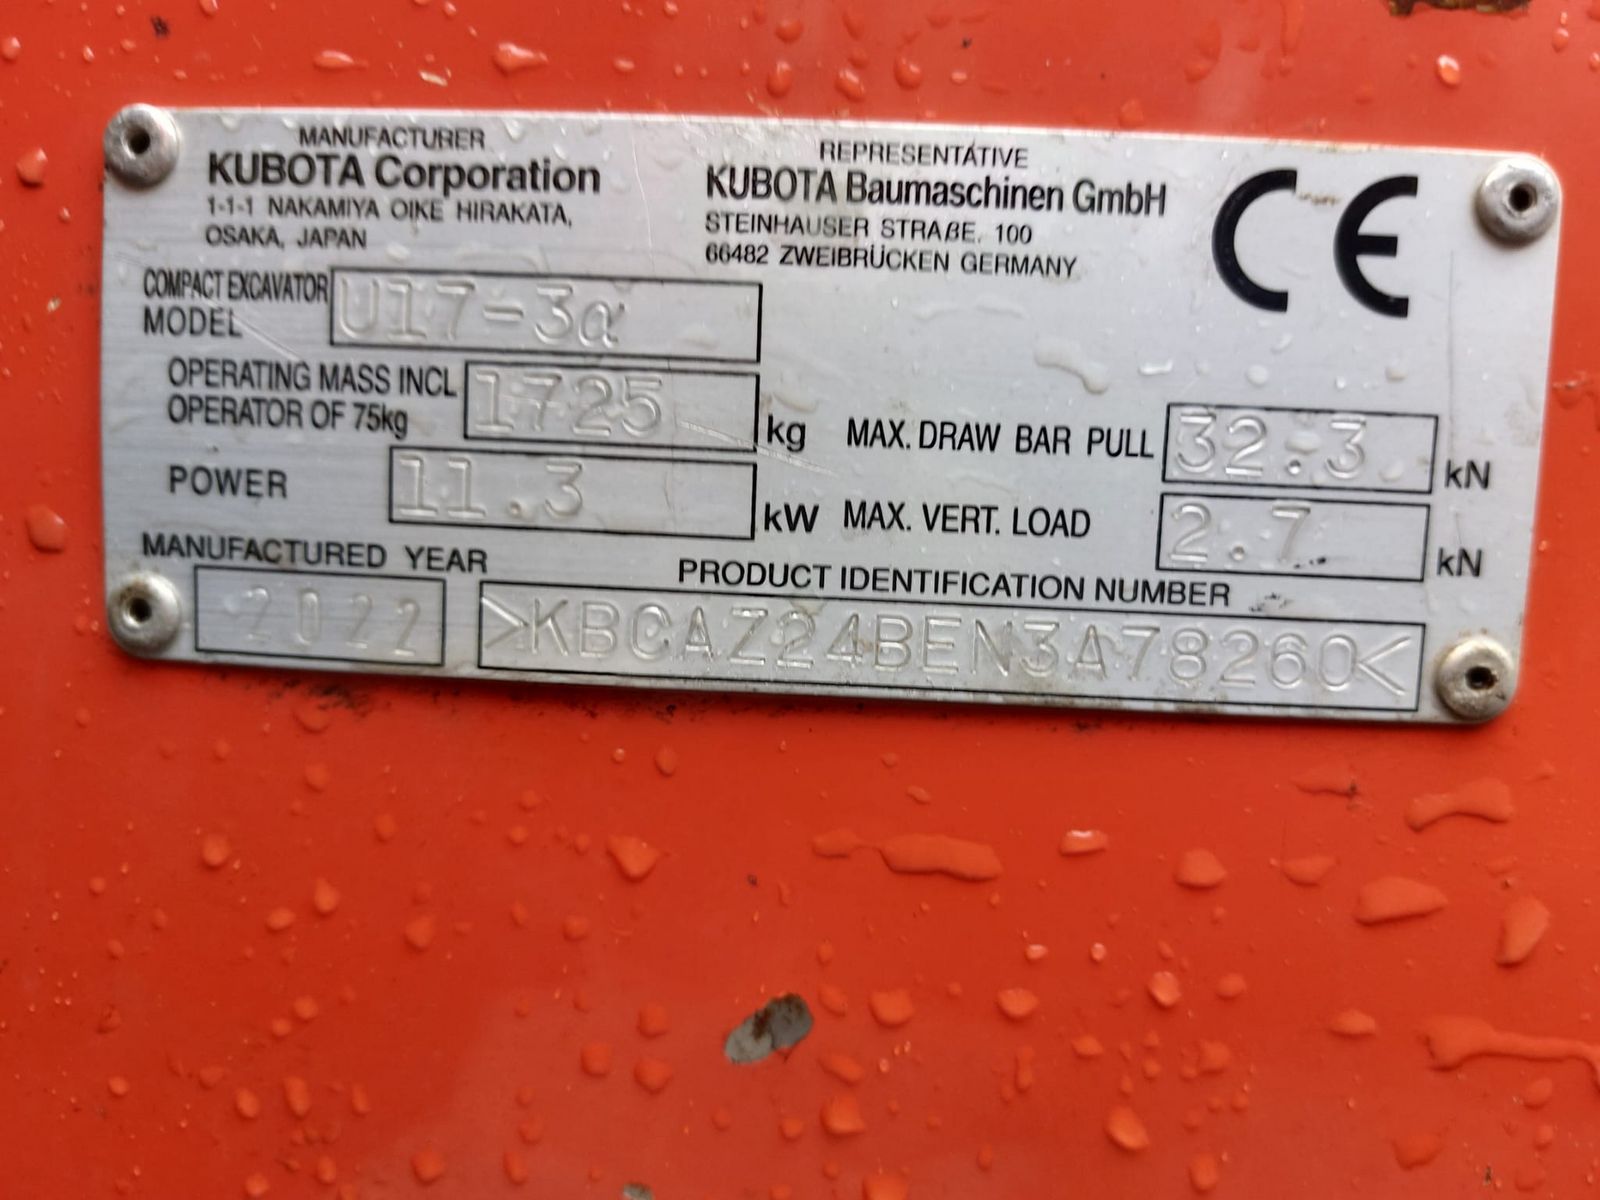 MANUFACTURER
KUBOTA Corporation
1-1-1 NAKAMIYA OIKE HIRAKATA,
OSAKA, JAPAN
REPRESENTATIVE
KUBOTA Baumaschinen GmbH
STEINHAUSER STRAßE. 100
66482 ZWEIBRÜCKEN GERMANY
CE
COMPACT EXCAVATOR
MODEL U17-3α
OPERATING MASS INCL
OPERATOR OF 75kg 1725 kg
MAX. DRAW BAR PULL 32.3 kN
POWER 11.3 kW
MAX. VERT. LOAD 2.7 kN
MANUFACTURED YEAR
2022
PRODUCT IDENTIFICATION NUMBER
>KBCAZ24BEN3A78260<